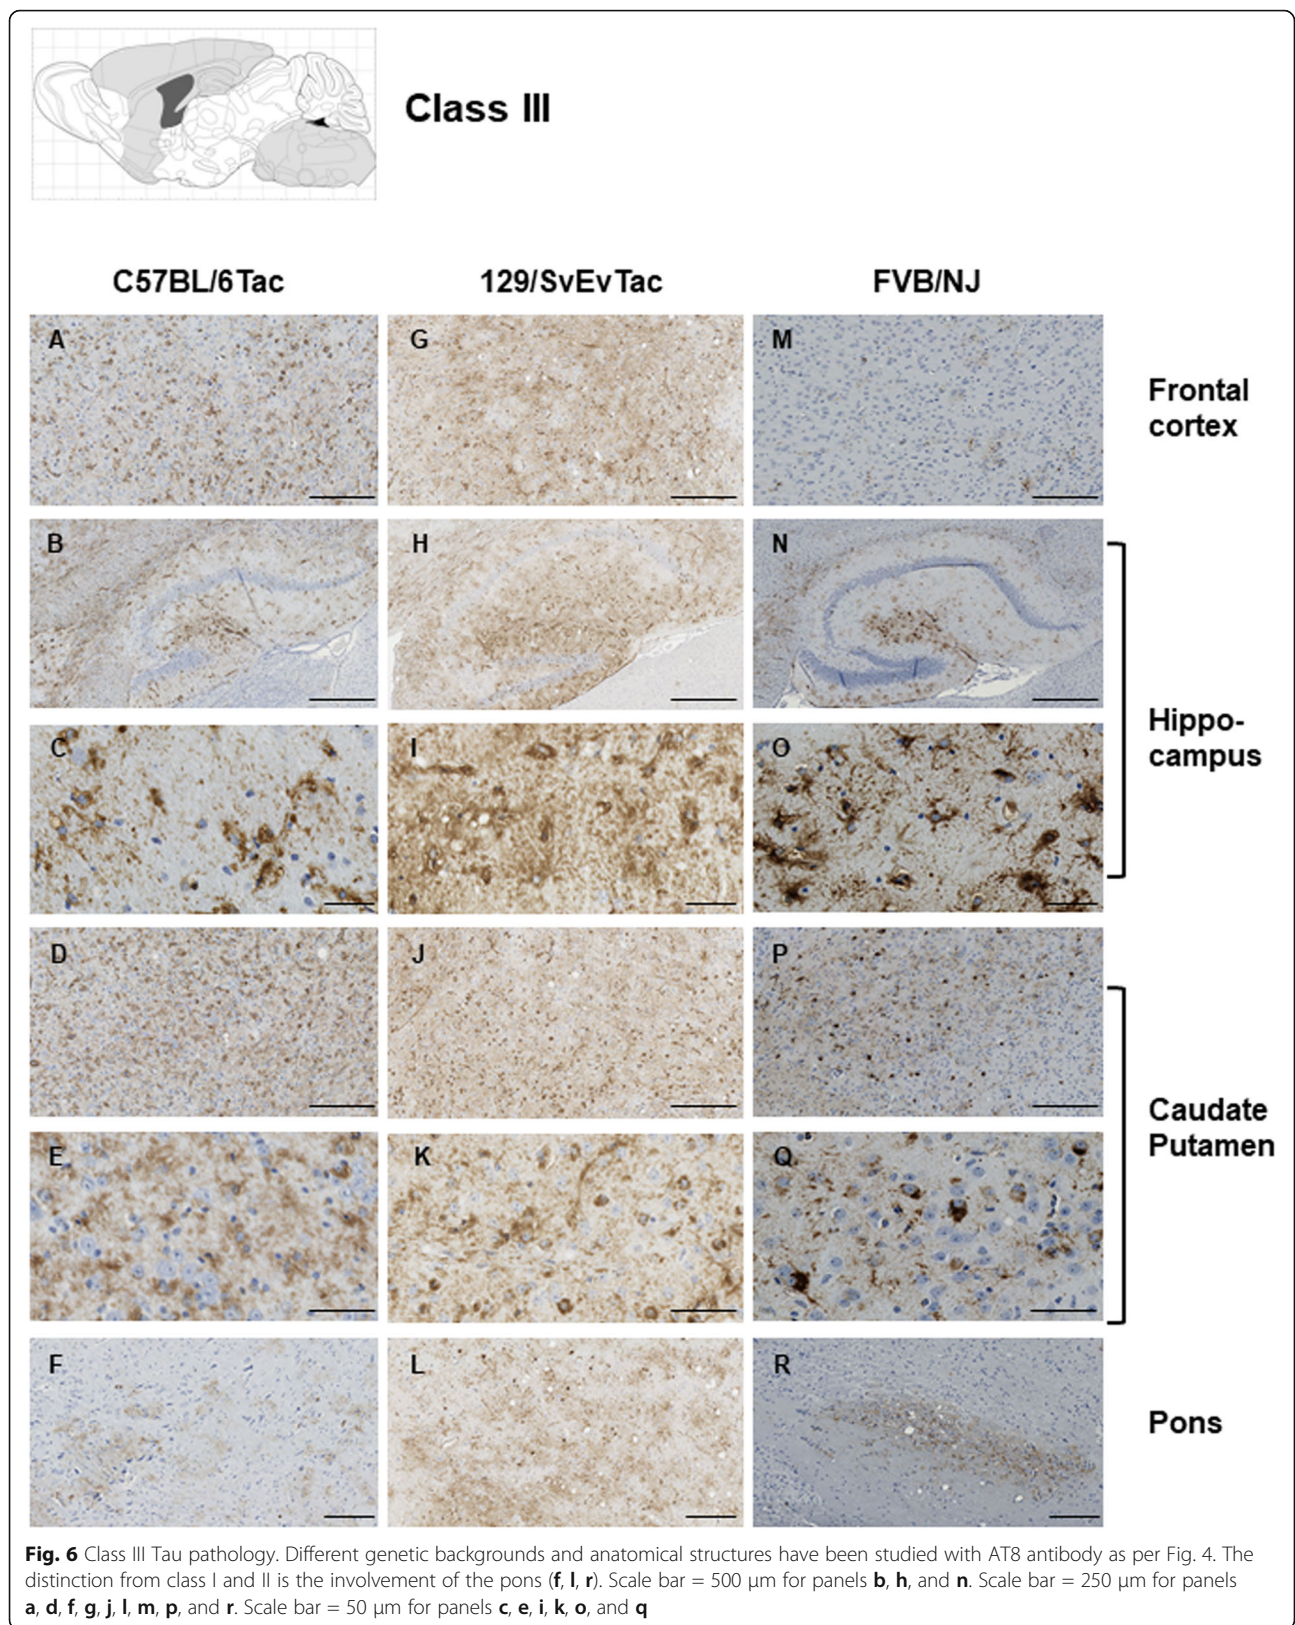 Class III
C57BL/6Tac 129/SvEvTac FVB/NJ
A G M
Frontal
cortex
B H N
Hippo-
campus
C I O
D J P
Caudate
Putamen
E K Q
F L R
Pons
Fig. 6 Class III Tau pathology. Different genetic backgrounds and anatomical structures have been studied with AT8 antibody as per Fig. 4. The
distinction from class I and II is the involvement of the pons (f, l, r). Scale bar = 500 μm for panels b, h, and n. Scale bar = 250 μm for panels
a, d, f, g, j, l, m, p, and r. Scale bar = 50 μm for panels c, e, i, k, o, and q